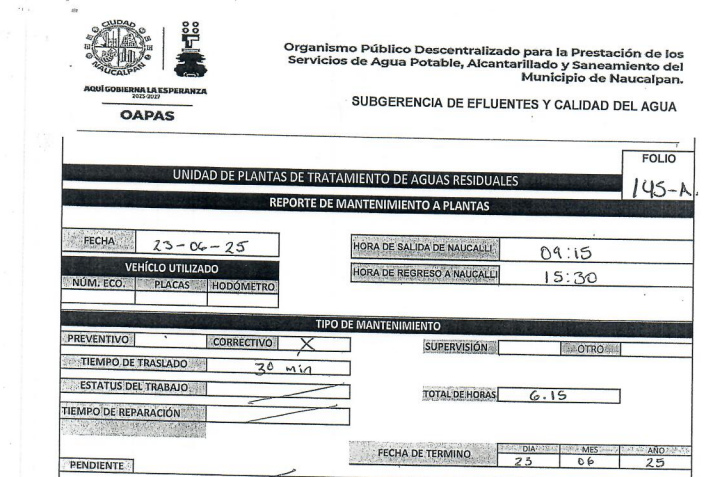 CIUDAD
NAUCALPAN
AQUÍ GOBIERNA LA ESPERANZA
2025-2027
OAPAS
Organismo Público Descentralizado para la Prestación de los
Servicios de Agua Potable, Alcantarillado y Saneamiento del
Municipio de Naucalpan.
SUBGERENCIA DE EFLUENTES Y CALIDAD DEL AGUA
FOLIO
UNIDAD DE PLANTAS DE TRATAMIENTO DE AGUAS RESIDUALES 145-A.
REPORTE DE MANTENIMIENTO A PLANTAS
FECHA 23-06-25 HORA DE SALIDA DE NAUCALLI 09:15
VEHÍCLO UTILIZADO HORA DE REGRESO A NAUCALLI 15:30
NÚM. ECO. PLACAS HODÓMETRO
TIPO DE MANTENIMIENTO
PREVENTIVO CORRECTIVO X SUPERVISIÓN OTRO
TIEMPO DE TRASLADO 30 min
ESTATUS DEL TRABAJO TOTAL DE HORAS 6.15
TIEMPO DE REPARACIÓN
FECHA DE TERMINO DIA MES AÑO
23 06 25
PENDIENTE